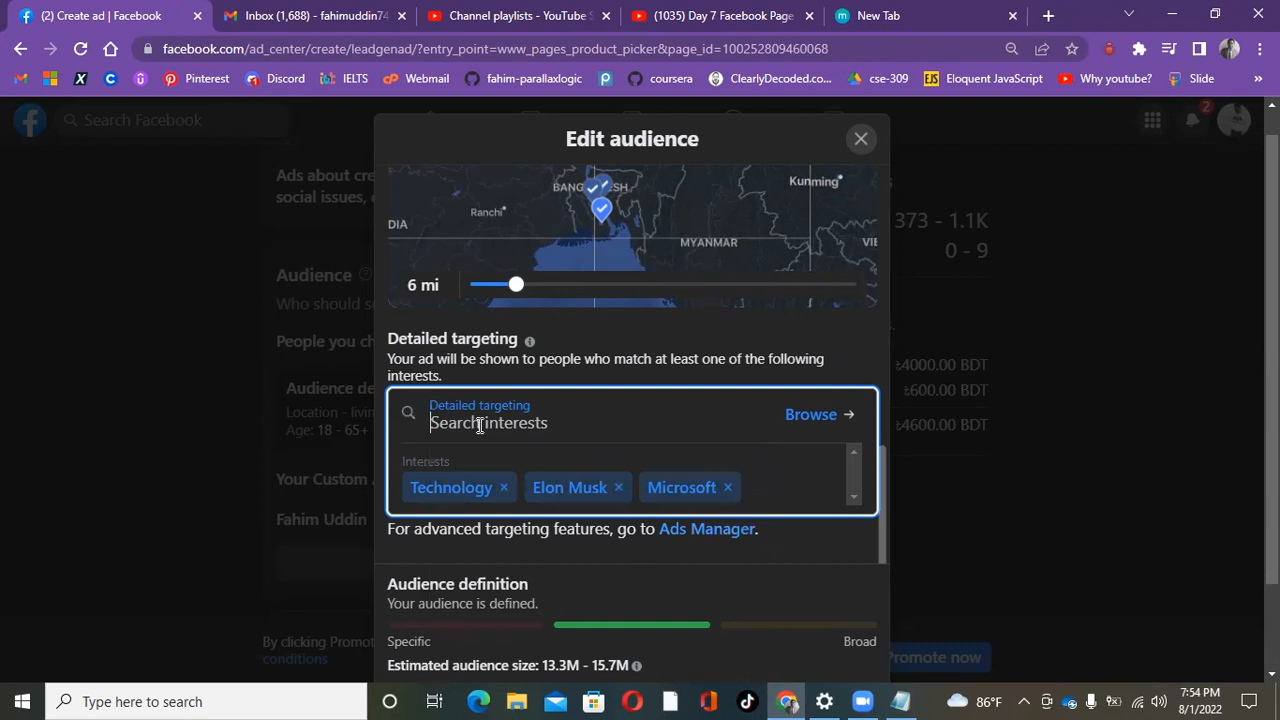 (2) Create ad | Facebook
Inbox (1,688) - fahimuddin74
Channel playlists - YouTube S
(1035) Day 7 Facebook Page
New Tab
facebook.com/ad_center/create/leadgenad/?entry_point=www_pages_product_picker&page_id=100252809460068
Pinterest
Discord
IELTS
Webmail
fahim-parallaxlogic
coursera
ClearlyDecoded.co...
cse-309
EJS Eloquent JavaScript
Why youtube?
Slide
Search Facebook
2
Edit audience
Ads about cre
social issues,
373 - 1.1K
0 - 9
BANGLADESH
Kunming
Ranchi
DIA
MYANMAR
VIE
6 mi
Audience
Who should s
People you ch
Audience de
Location - livin
Age: 18 - 65+
Your Custom A
Fahim Uddin
Detailed targeting
Your ad will be shown to people who match at least one of the following
interests.
Detailed targeting
Search interests
Browse →
Interests
Technology × Elon Musk × Microsoft ×
For advanced targeting features, go to Ads Manager.
৳4000.00 BDT
৳600.00 BDT
৳4600.00 BDT
Audience definition
Your audience is defined.
Specific Broad
Estimated audience size: 13.3M - 15.7M
By clicking Promot
conditions
Promote now
Type here to search
86°F
7:54 PM
8/1/2022